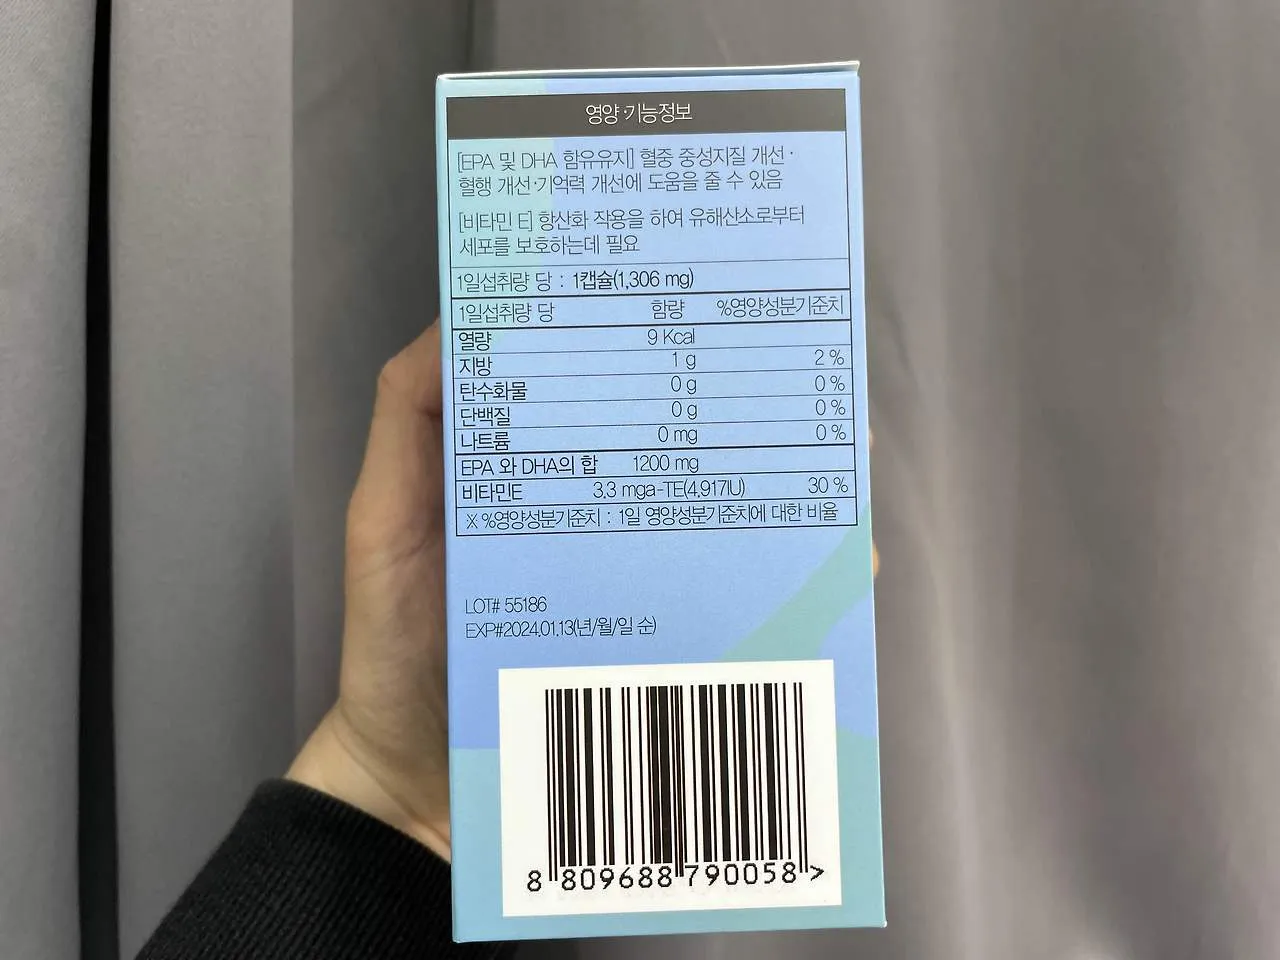 영양·기능정보
[EPA 및 DHA 함유유지] 혈중 중성지질 개선·
혈행 개선·기억력 개선에 도움을 줄 수 있음
[비타민 E] 항산화 작용을 하여 유해산소로부터
세포를 보호하는데 필요
1일섭취량 당 : 1캡슐(1,306 mg)
1일섭취량 당 함량 %영양성분기준치
열량 9 Kcal
지방 1 g 2 %
탄수화물 0 g 0 %
단백질 0 g 0 %
나트륨 0 mg 0 %
EPA 와 DHA의 합 1200 mg
비타민E 3.3 mga-TE(4.917IU) 30 %
※ %영양성분기준치 : 1일 영양성분기준치에 대한 비율
LOT# 55186
EXP#2024.01.13(년/월/일 순)
8 809688 790058 >